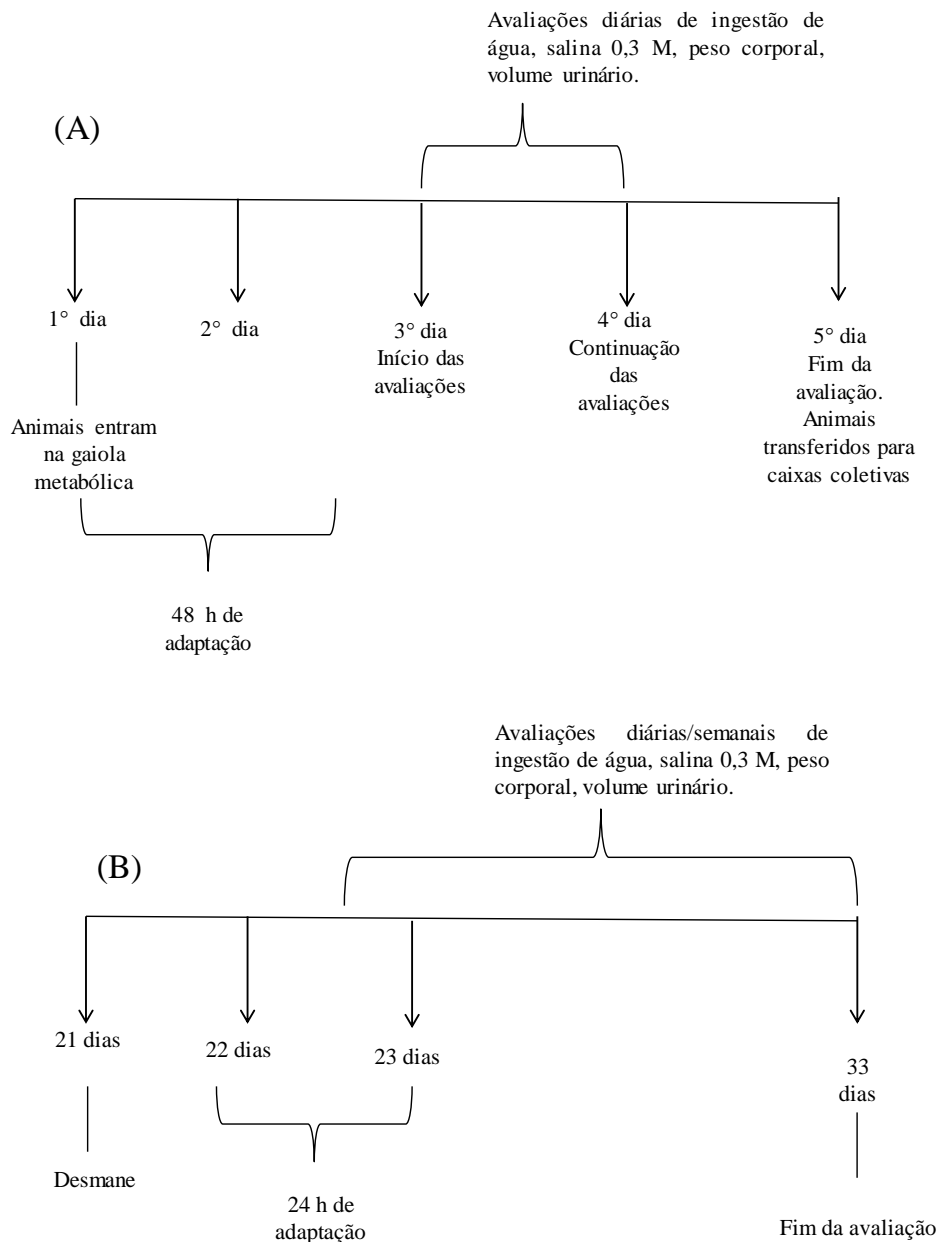 Avaliações diárias de ingestão de
água, salina 0,3 M, peso corporal,
volume urinário.
(A)
1° dia
2° dia
3° dia
Início das
avaliações
4° dia
Continuação
das
avaliações
5° dia
Fim da
avaliação.
Animais
transferidos para
caixas coletivas
Animais entram
na gaiola
metabólica
48 h de
adaptação
Avaliações diárias/semanais de
ingestão de água, salina 0,3 M, peso
corporal, volume urinário.
(B)
21 dias
22 dias
23 dias
33
dias
Desmane
24 h de
adaptação
Fim da avaliação